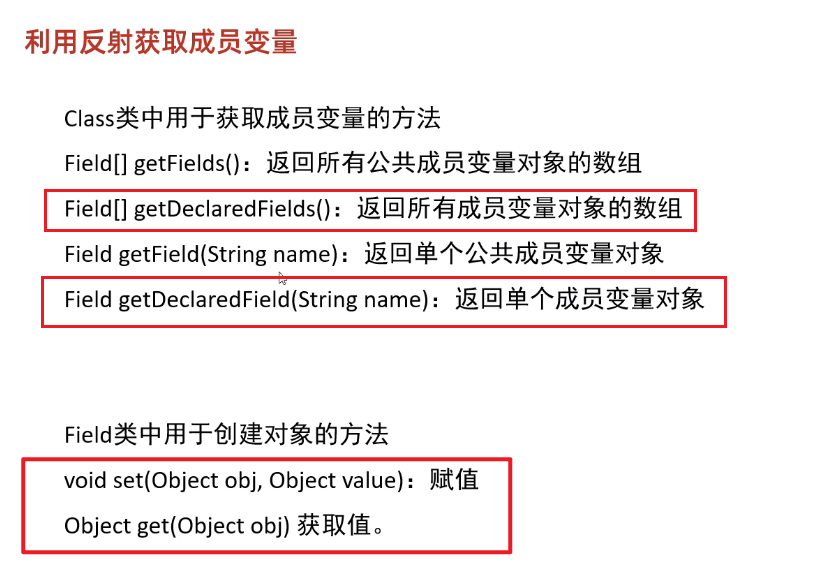 利用反射获取成员变量
Class类中用于获取成员变量的方法
Field[] getFields()：返回所有公共成员变量对象的数组
Field[] getDeclaredFields()：返回所有成员变量对象的数组
Field getField(String name)：返回单个公共成员变量对象
Field getDeclaredField(String name)：返回单个成员变量对象
Field类中用于创建对象的方法
void set(Object obj, Object value)：赋值
Object get(Object obj) 获取值。